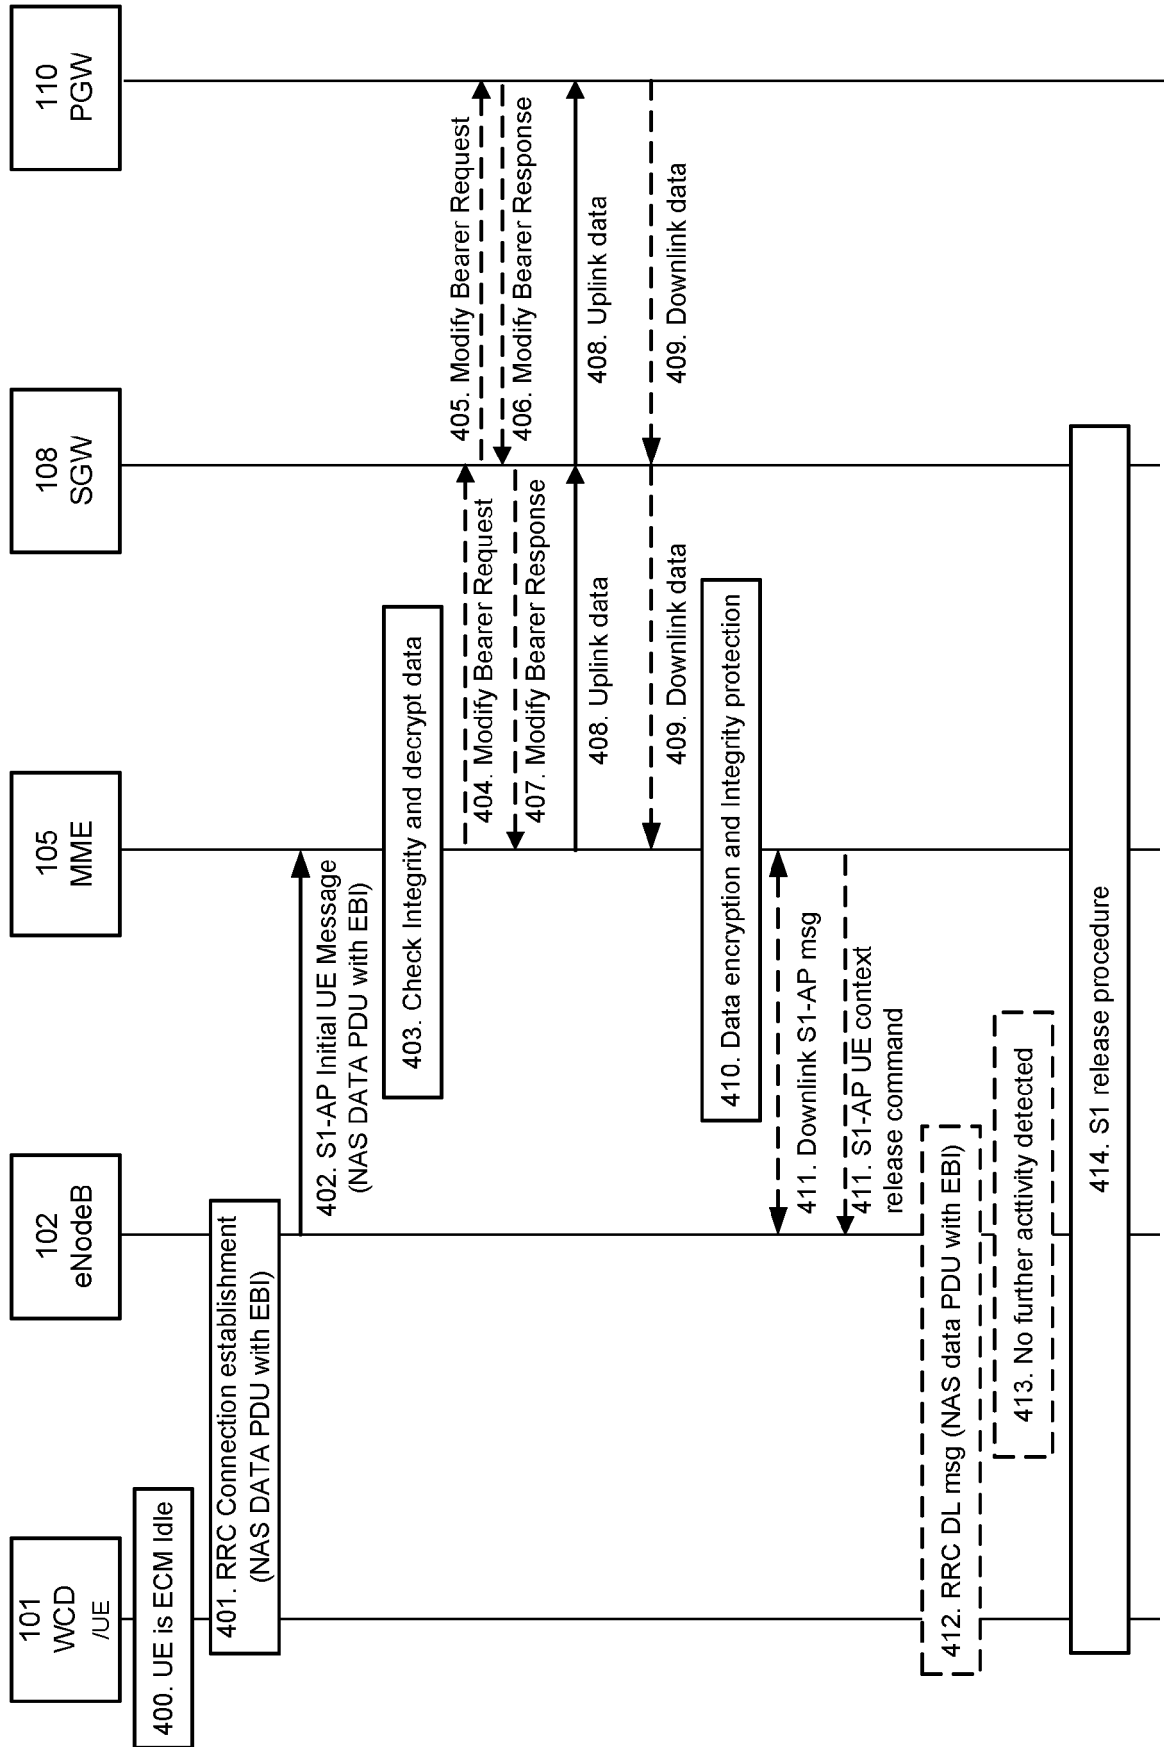 101
WCD
/UE
102
eNodeB
105
MME
108
SGW
110
PGW
400. UE is ECM Idle
401. RRC Connection establishment
(NAS DATA PDU with EBI)
402. S1-AP Initial UE Message
(NAS DATA PDU with EBI)
403. Check Integrity and decrypt data
404. Modify Bearer Request
405. Modify Bearer Request
406. Modify Bearer Response
407. Modify Bearer Response
408. Uplink data
408. Uplink data
409. Downlink data
409. Downlink data
410. Data encryption and Integrity protection
411. Downlink S1-AP msg
411. S1-AP UE context
release command
412. RRC DL msg (NAS data PDU with EBI)
413. No further acttivity detected
414. S1 release procedure